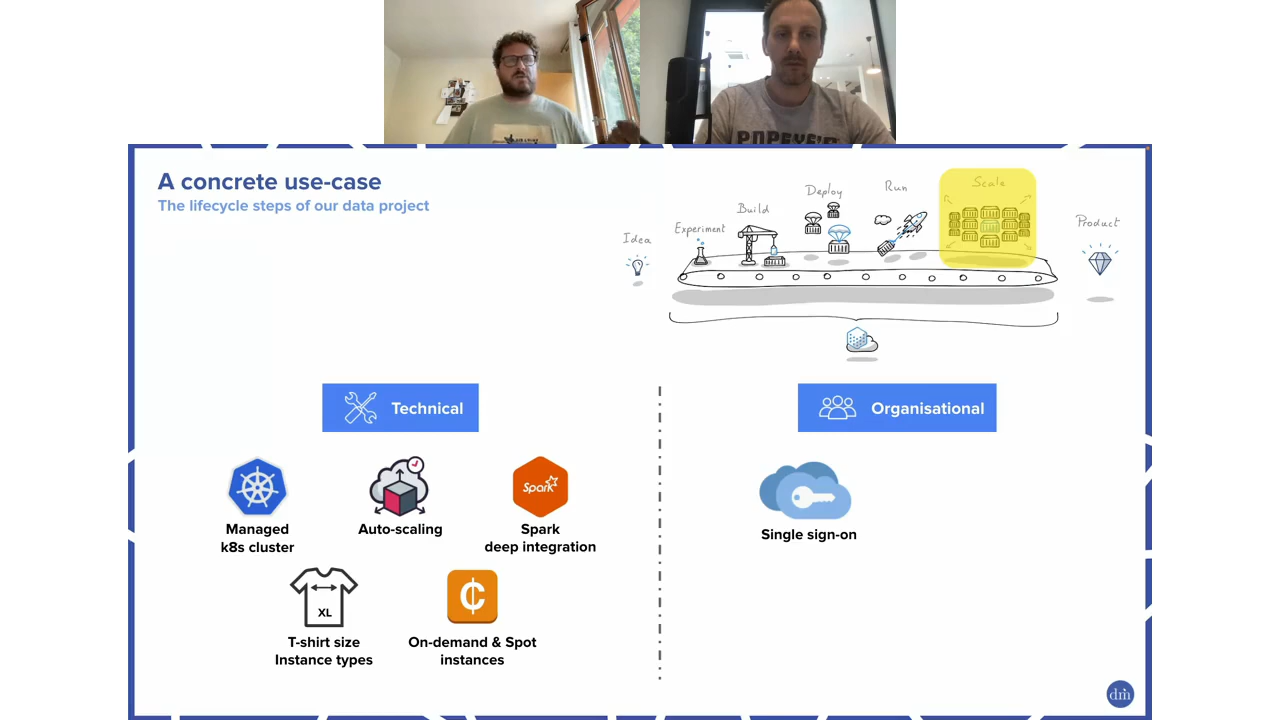 A concrete use-case
The lifecycle steps of our data project
Idea
Experiment
Build
Deploy
Run
Scale
Product
Technical
Organisational
Managed
k8s cluster
Auto-scaling
Spark
Spark
deep integration
XL
T-shirt size
Instance types
On-demand & Spot
instances
Single sign-on
dm